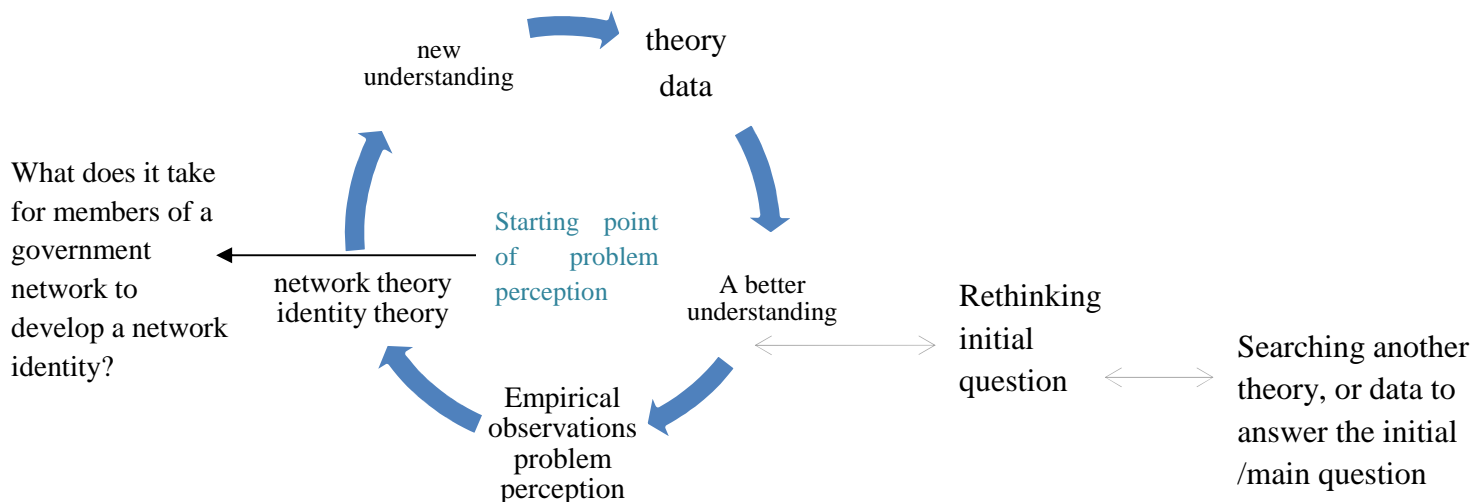 new
understanding
theory
data
What does it take
for members of a
government
network to
develop a network
identity?
Starting point
of problem
perception
network theory
identity theory
A better
understanding
Rethinking
initial
question
Searching another
theory, or data to
answer the initial
/main question
Empirical
observations
problem
perception